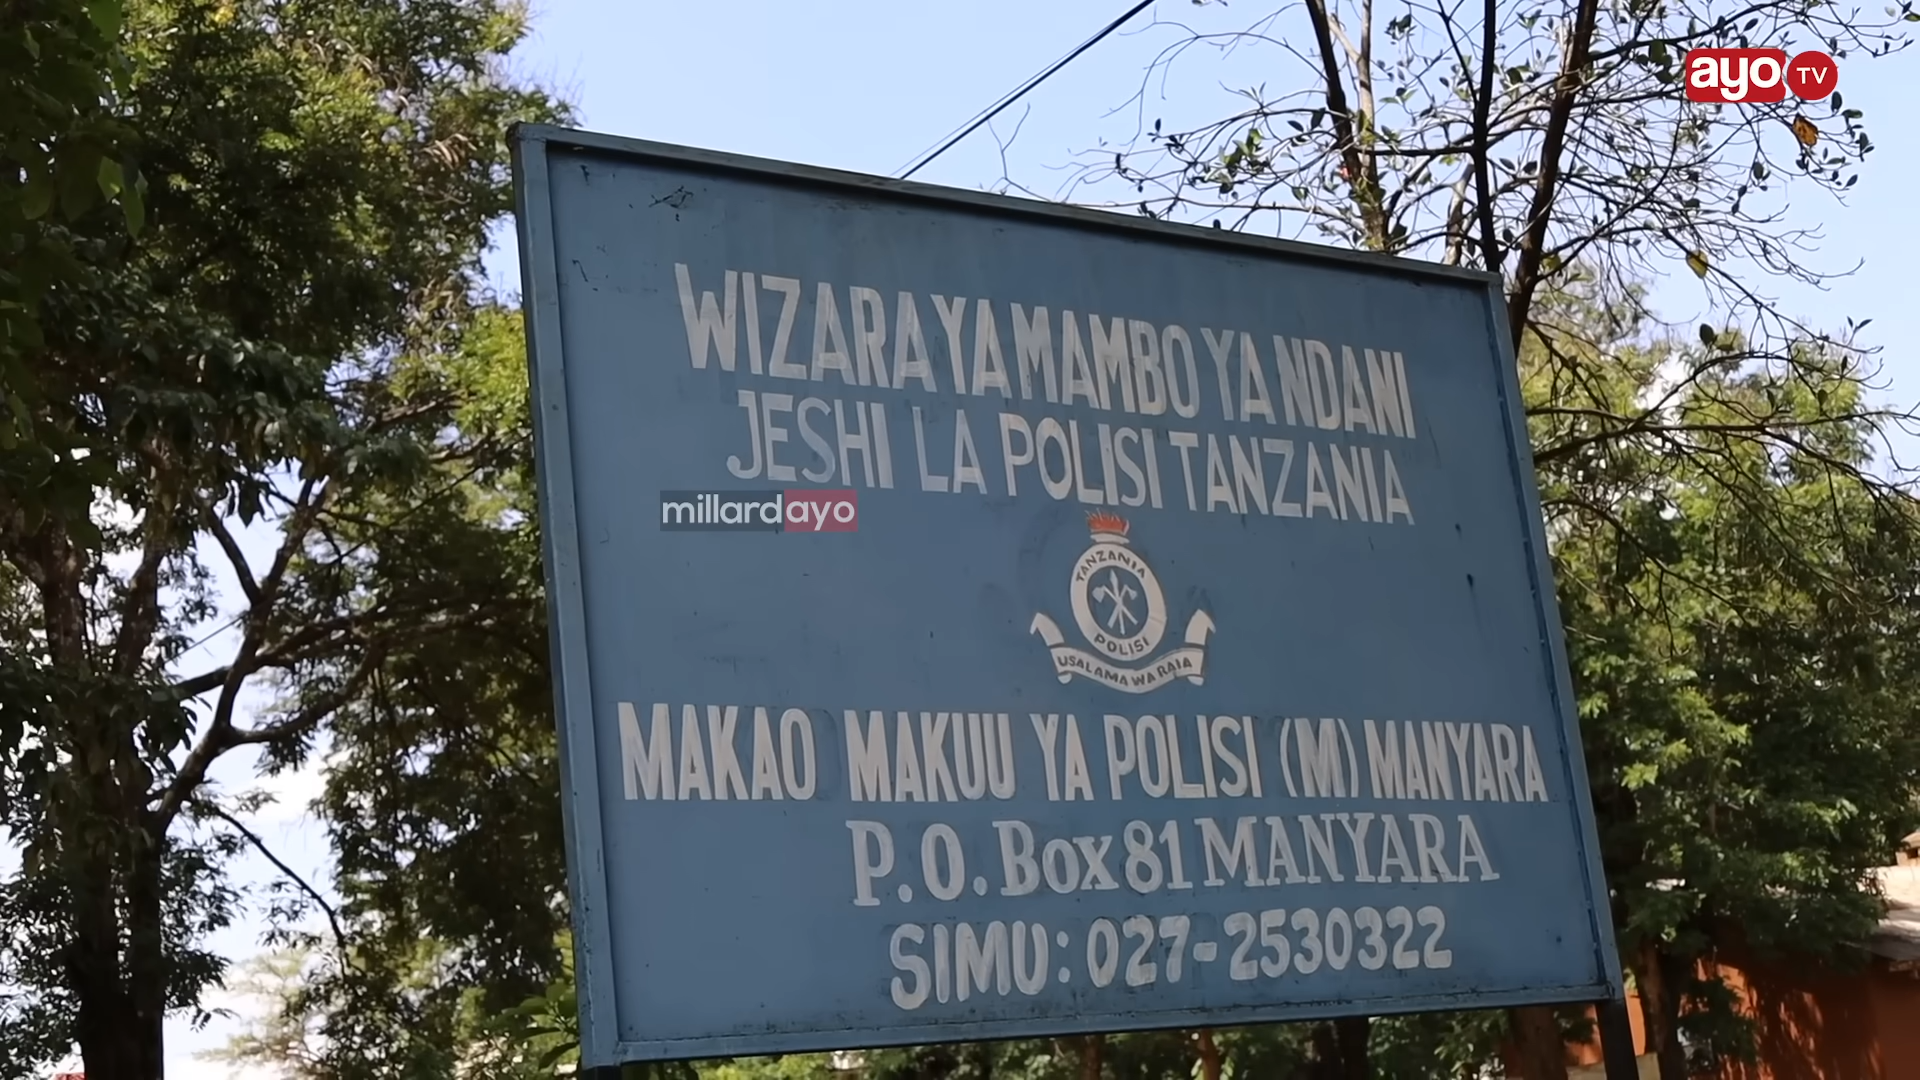 ayo TV
WIZARA YA MAMBO YA NDANI
JESHI LA POLISI TANZANIA
millardayo
TANZANIA
POLISI
USALAMA WA RAIA
MAKAO MAKUU YA POLISI (M) MANYARA
P.O. Box 81 MANYARA
SIMU: 027-2530322